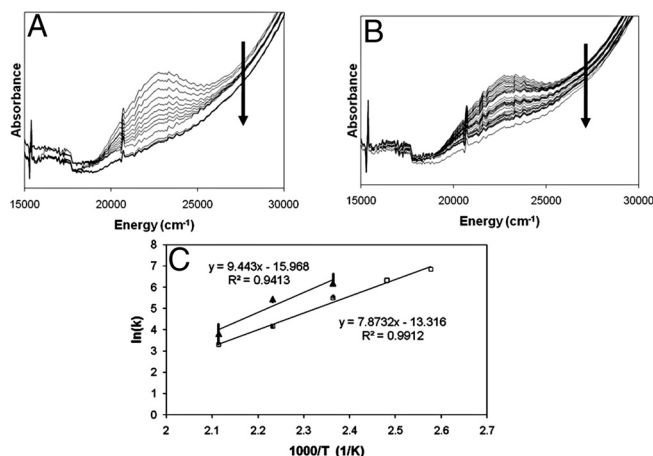 A
Absorbance
15000 20000 25000 30000
Energy (cm⁻¹)
B
Absorbance
15000 20000 25000 30000
Energy (cm⁻¹)
C
ln(k)
8
7
6
5
4
3
2
1
0
y = 9.443x - 15.968
R² = 0.9413
y = 7.8732x - 13.316
R² = 0.9912
2 2.1 2.2 2.3 2.4 2.5 2.6 2.7
1000/T (1/K)